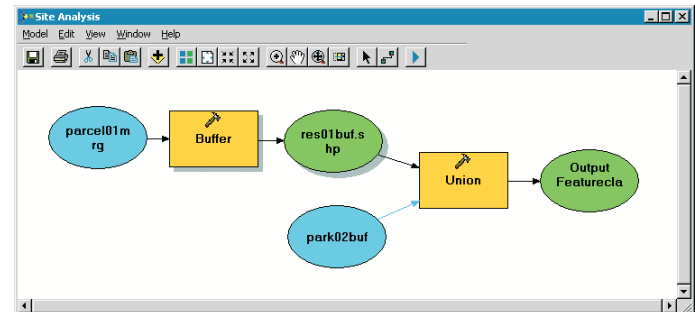 Site Analysis
Model Edit View Window Help
parcel01m
rg
Buffer
res01buf.s
hp
Union
Output
Featurecla
park02buf